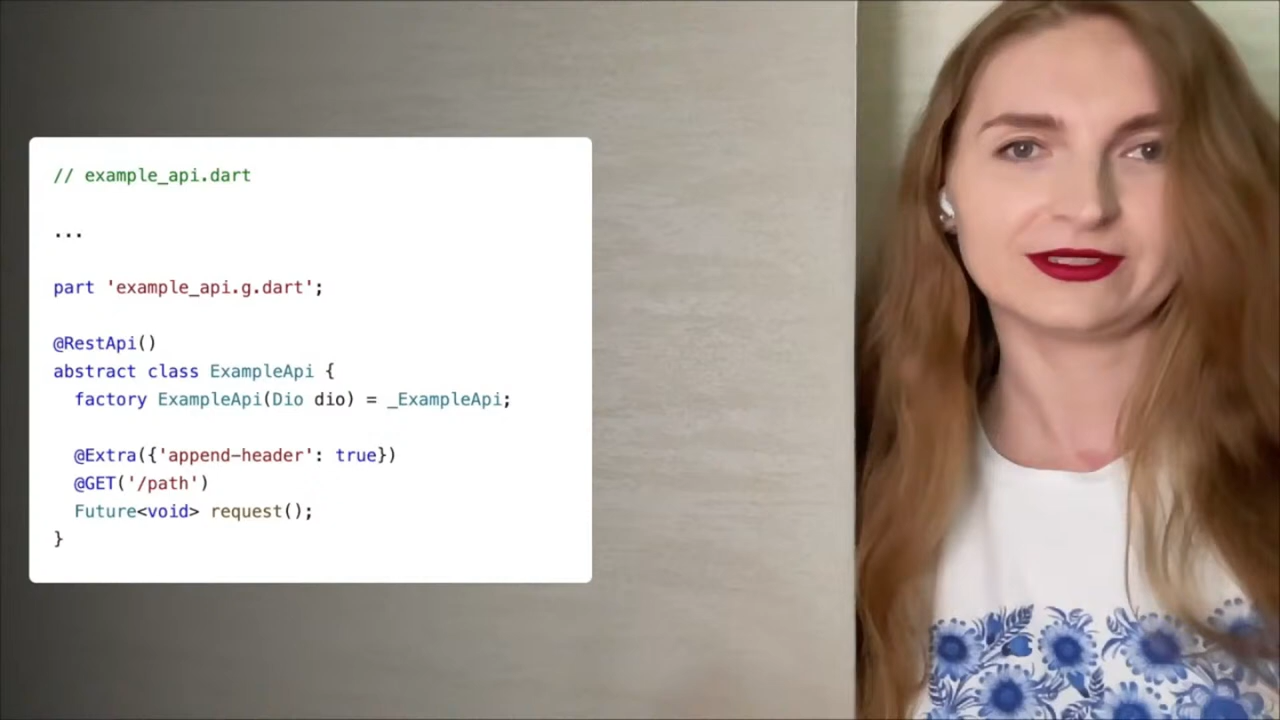 // example_api.dart
...
part 'example_api.g.dart';
@RestApi()
abstract class ExampleApi {
factory ExampleApi(Dio dio) = _ExampleApi;
@Extra({'append-header': true})
@GET('/path')
Future<void> request();
}